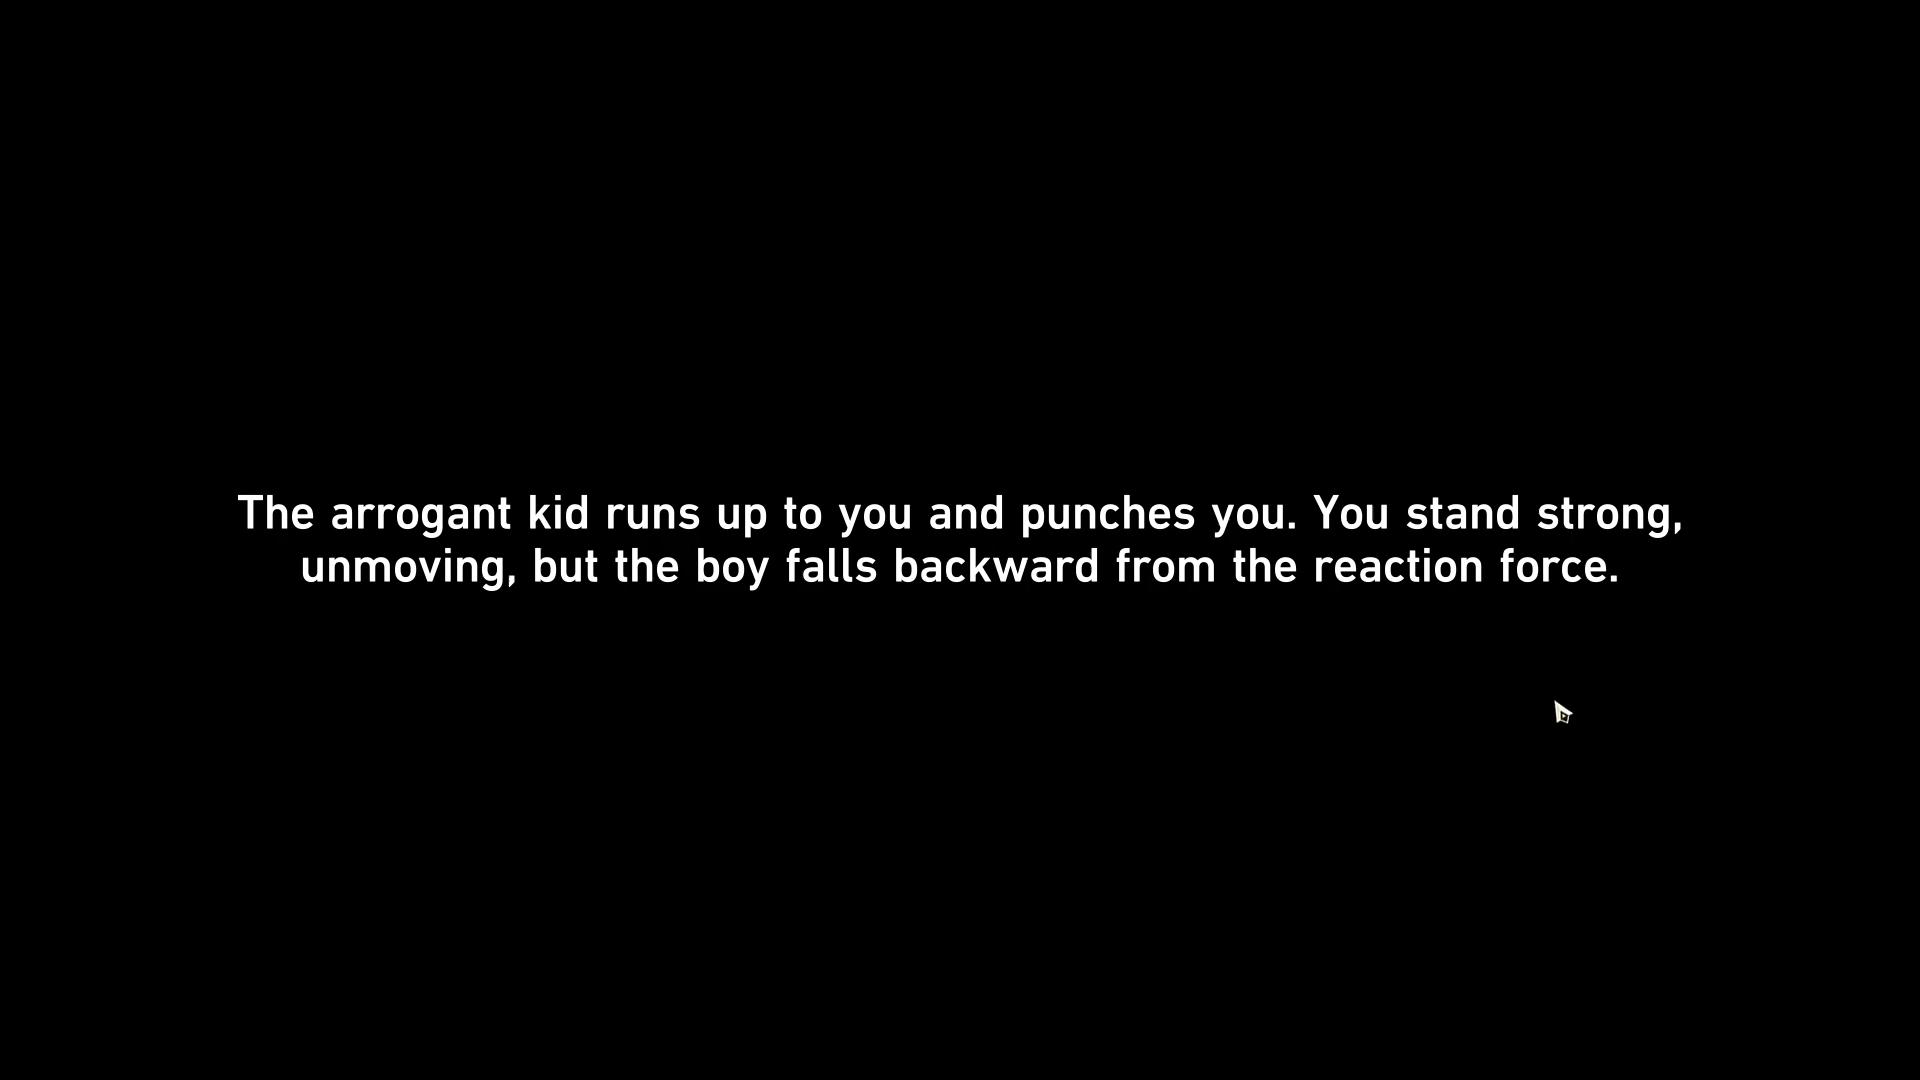 The arrogant kid runs up to you and punches you. You stand strong,
unmoving, but the boy falls backward from the reaction force.